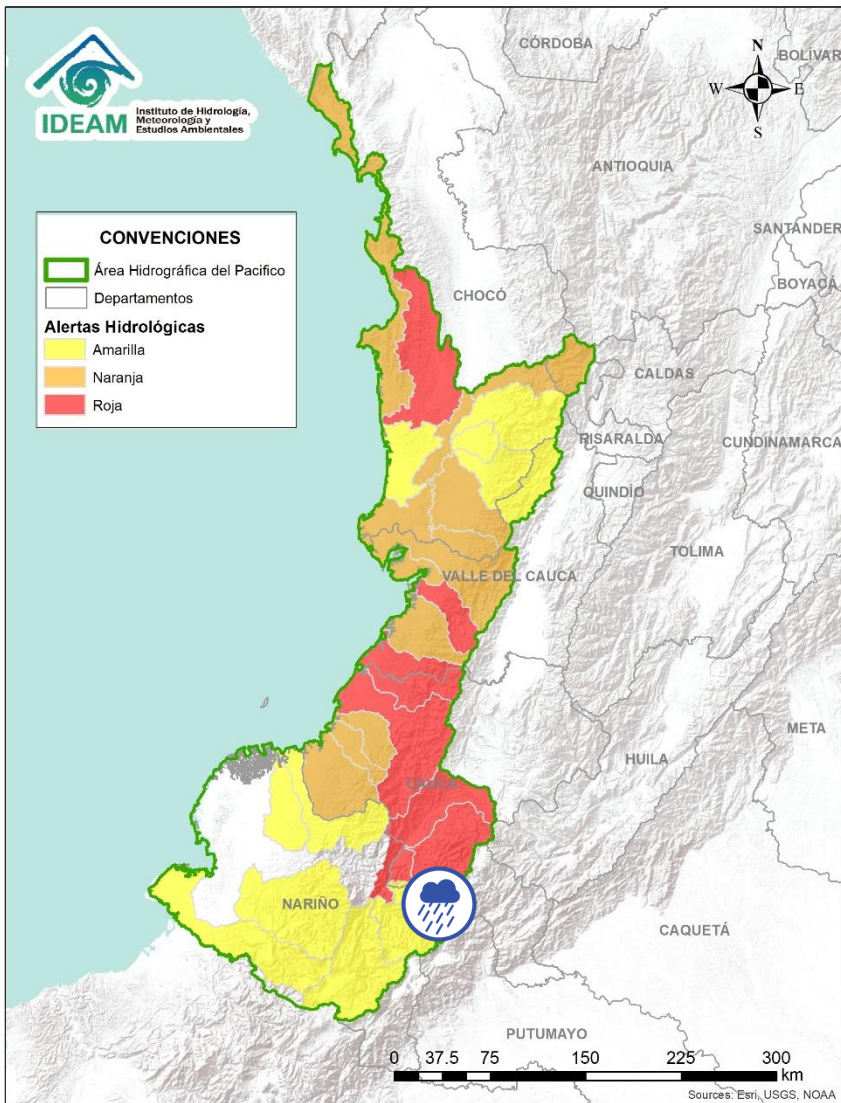 IDEAM
Instituto de Hidrología,
Meteorología y
Estudios Ambientales
CÓRDOBA
BOLÍVAR
N
W
E
S
ANTIOQUIA
SANTANDER
BOYACÁ
CONVENCIONES
Área Hidrográfica del Pacifico
Departamentos
Alertas Hidrológicas
Amarilla
Naranja
Roja
CHOCÓ
CALDAS
RISARALDA
CUNDINAMARCA
QUINDÍO
TOLIMA
VALLE DEL CAUCA
META
HUILA
CAUCA
NARIÑO
CAQUETÁ
PUTUMAYO
0 37.5 75 150 225 300
km
Sources: Esri, USGS, NOAA